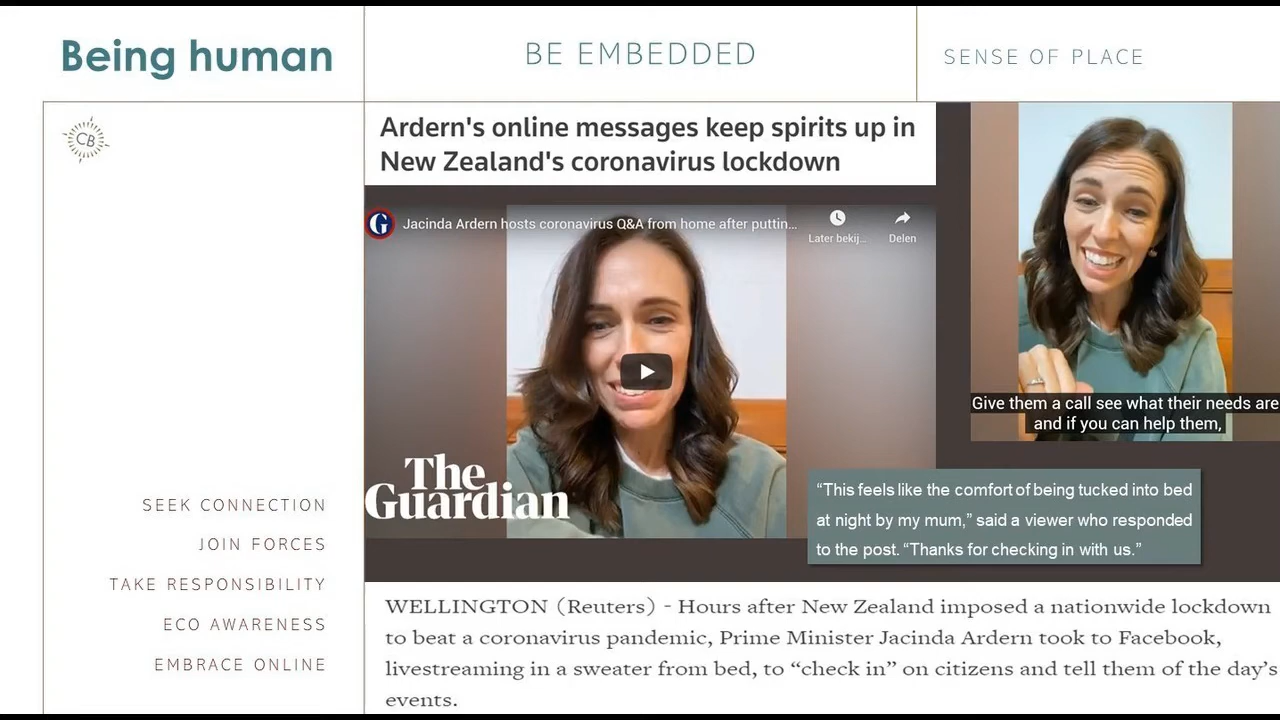 Being human
BE EMBEDDED
SENSE OF PLACE
CB
Ardern's online messages keep spirits up in
New Zealand's coronavirus lockdown
G
Jacinda Ardern hosts coronavirus Q&A from home after puttin...
Later bekij...
Delen
The
Guardian
Give them a call see what their needs are
and if you can help them,
“This feels like the comfort of being tucked into bed
at night by my mum,” said a viewer who responded
to the post. “Thanks for checking in with us.”
SEEK CONNECTION
JOIN FORCES
TAKE RESPONSIBILITY
ECO AWARENESS
EMBRACE ONLINE
WELLINGTON (Reuters) - Hours after New Zealand imposed a nationwide lockdown
to beat a coronavirus pandemic, Prime Minister Jacinda Ardern took to Facebook,
livestreaming in a sweater from bed, to “check in” on citizens and tell them of the day’s
events.